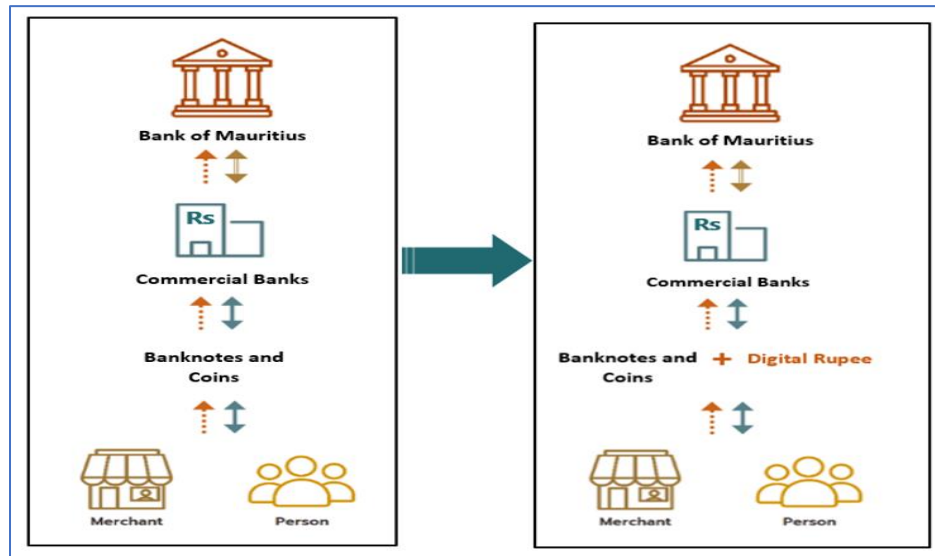 Bank of Mauritius
Rs
Commercial Banks
Banknotes and
Coins
Merchant
Person
Bank of Mauritius
Rs
Commercial Banks
Banknotes and + Digital Rupee
Coins
Merchant
Person